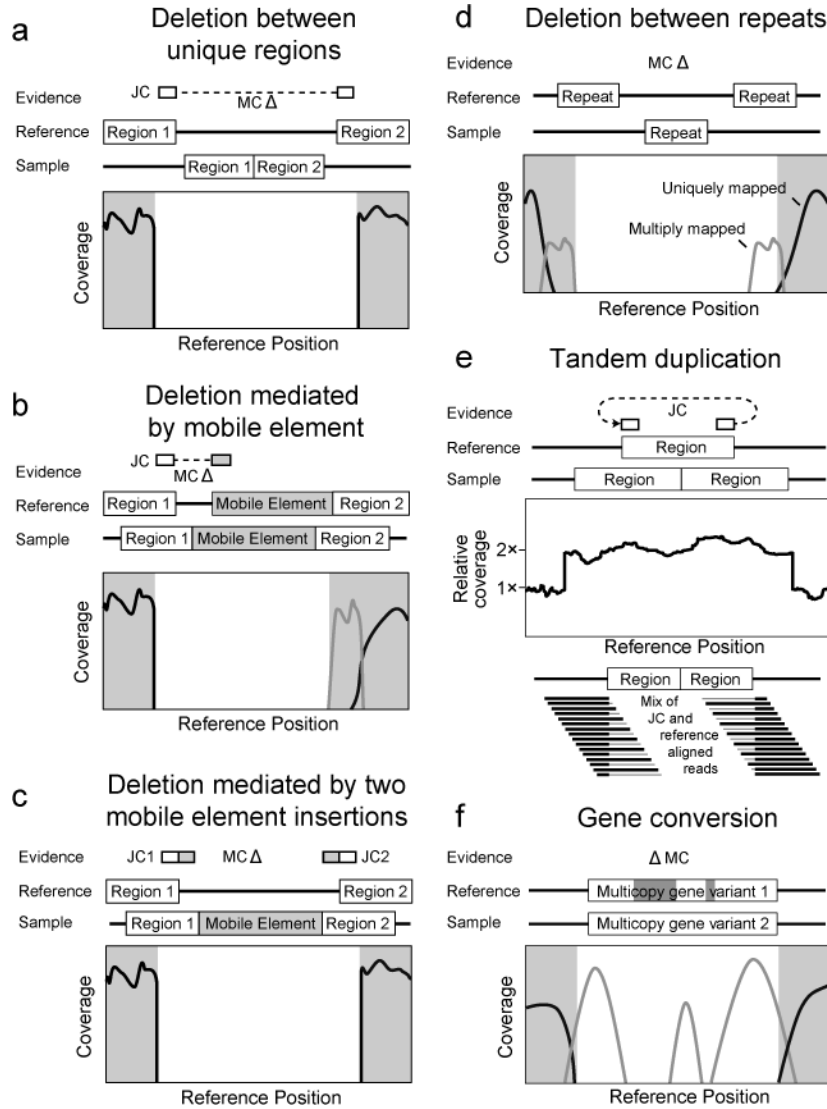 a
Deletion between
unique regions
Evidence JC MC Δ
Reference Region 1 Region 2
Sample Region 1 Region 2
Coverage
Reference Position
b
Deletion mediated
by mobile element
Evidence JC MC Δ
Reference Region 1 Mobile Element Region 2
Sample Region 1 Mobile Element Region 2
Coverage
Reference Position
c
Deletion mediated by two
mobile element insertions
Evidence JC1 MC Δ JC2
Reference Region 1 Region 2
Sample Region 1 Mobile Element Region 2
Coverage
Reference Position
d
Deletion between repeats
Evidence MC Δ
Reference Repeat Repeat
Sample Repeat
Uniquely mapped
Multiply mapped
Coverage
Reference Position
e
Tandem duplication
Evidence JC
Reference Region
Sample Region Region
Relative
coverage
2×
1×
Reference Position
Region Region
Mix of
JC and
reference
aligned
reads
f
Gene conversion
Evidence Δ MC
Reference Multicopy gene variant 1
Sample Multicopy gene variant 2
Coverage
Reference Position